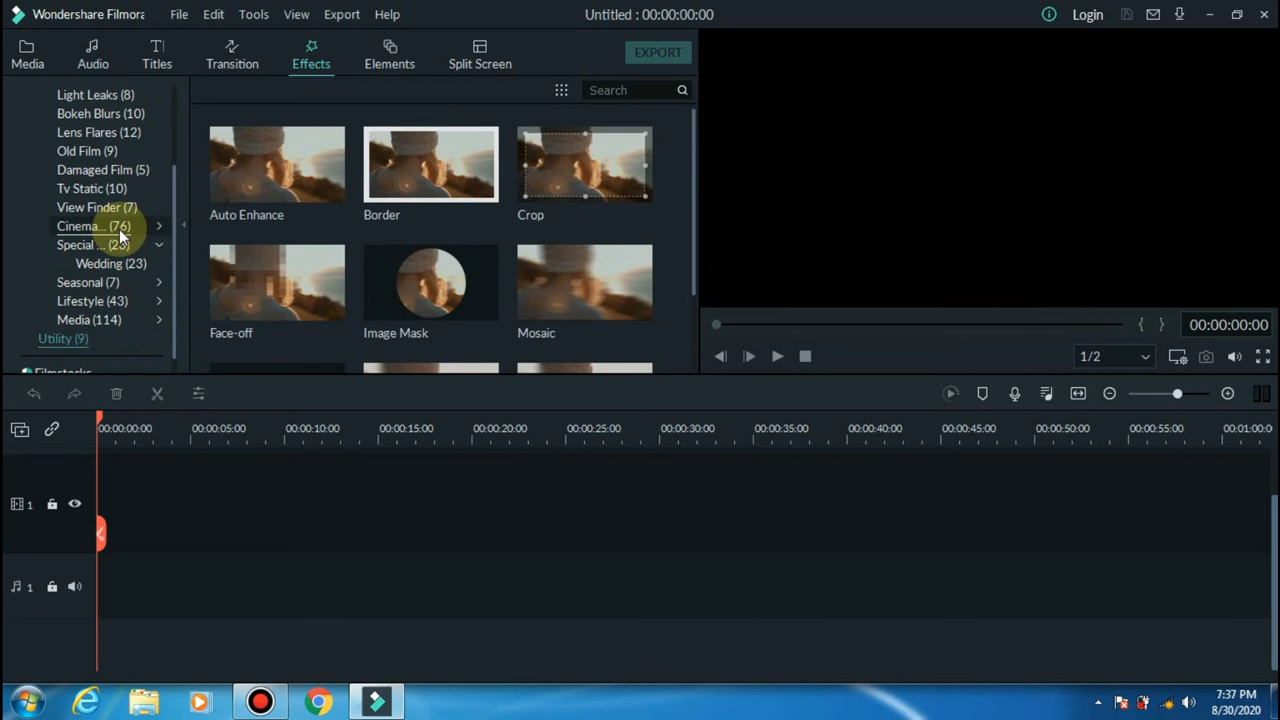 Wondershare Filmora File Edit Tools View Export Help Untitled : 00:00:00:00 Login
Media Audio Titles Transition Effects Elements Split Screen EXPORT
Light Leaks (8)
Bokeh Blurs (10)
Lens Flares (12)
Old Film (9)
Damaged Film (5)
Tv Static (10)
View Finder (7)
Cinema... (76)
Special ... (23)
Wedding (23)
Seasonal (7)
Lifestyle (43)
Media (114)
Utility (9)
Filmstocks
Search
Auto Enhance Border Crop
Face-off Image Mask Mosaic
{ } 00:00:00:00
1/2
00:00:00:00 00:00:05:00 00:00:10:00 00:00:15:00 00:00:20:00 00:00:25:00 00:00:30:00 00:00:35:00 00:00:40:00 00:00:45:00 00:00:50:00 00:00:55:00 00:01:00:0
1
1
7:37 PM
8/30/2020